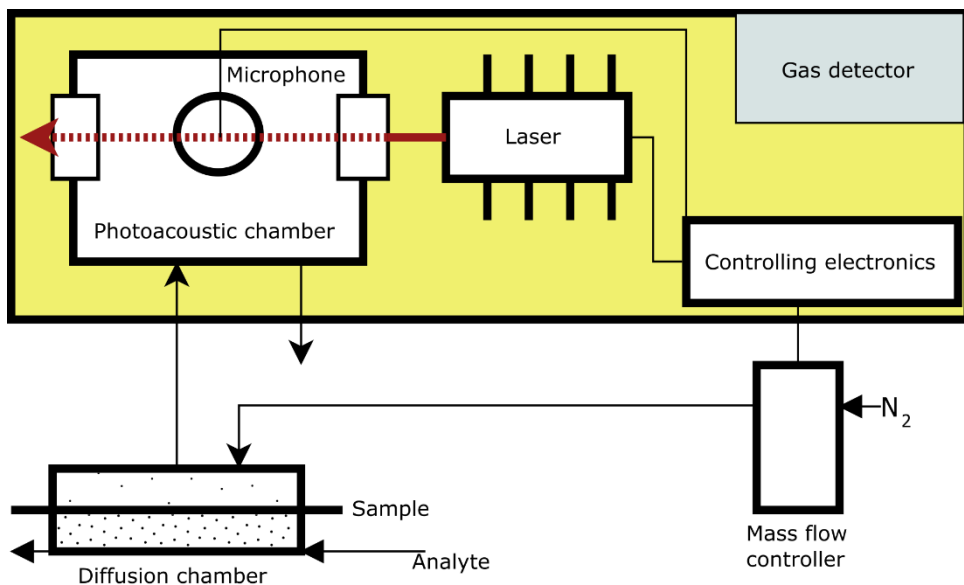 Microphone
Gas detector
Laser
Photoacoustic chamber
Controlling electronics
N₂
Sample
Mass flow
controller
Analyte
Diffusion chamber